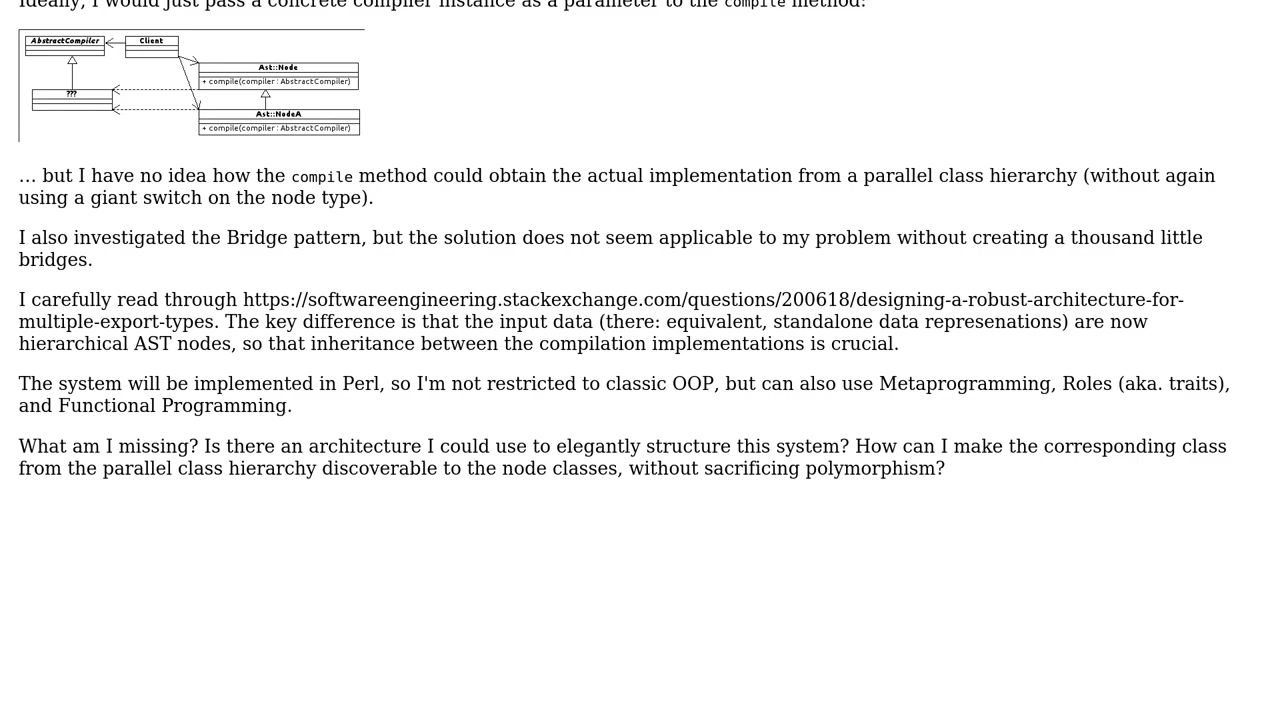 Ideally, I would just pass a concrete compiler instance as a parameter to the compile method:
AbstractCompiler
Client
Ast::Node
+ compile(compiler: AbstractCompiler)
???
Ast::NodeA
+ compile(compiler: AbstractCompiler)
… but I have no idea how the compile method could obtain the actual implementation from a parallel class hierarchy (without again
using a giant switch on the node type).
I also investigated the Bridge pattern, but the solution does not seem applicable to my problem without creating a thousand little
bridges.
I carefully read through https://softwareengineering.stackexchange.com/questions/200618/designing-a-robust-architecture-for-
multiple-export-types. The key difference is that the input data (there: equivalent, standalone data represenations) are now
hierarchical AST nodes, so that inheritance between the compilation implementations is crucial.
The system will be implemented in Perl, so I'm not restricted to classic OOP, but can also use Metaprogramming, Roles (aka. traits),
and Functional Programming.
What am I missing? Is there an architecture I could use to elegantly structure this system? How can I make the corresponding class
from the parallel class hierarchy discoverable to the node classes, without sacrificing polymorphism?